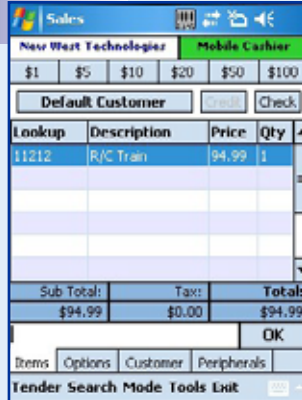 Sales
New West Technologies Mobile Cashier
$1 $5 $10 $20 $50 $100
Default Customer Credit Check
Lookup Description Price Qty
11212 R/C Train 94.99 1
Sub Total: Tax: Total:
$94.99 $0.00 $94.99
OK
Items Options Customer Peripherals
Tender Search Mode Tools Exit